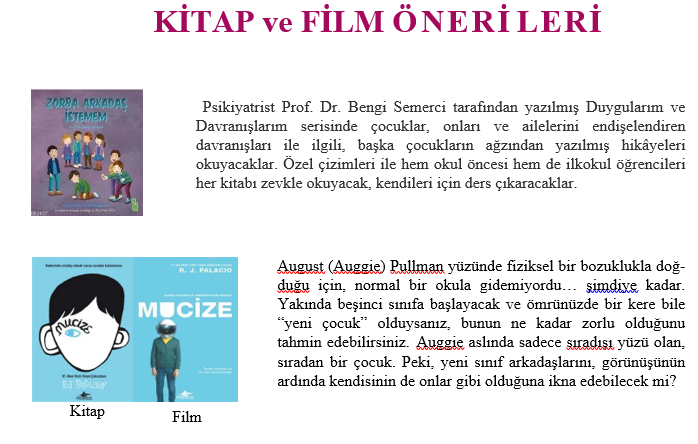 KİTAP ve FİLM ÖNERİLERİ
ZORBA ARKADAŞ
İSTEMEM
Psikiyatrist Prof. Dr. Bengi Semerci tarafından yazılmış Duygularım ve
Davranışlarım serisinde çocuklar, onları ve ailelerini endişelendiren
davranışları ile ilgili, başka çocukların ağzından yazılmış hikâyeleri
okuyacaklar. Özel çizimleri ile hem okul öncesi hem de ilkokul öğrencileri
her kitabı zevkle okuyacak, kendileri için ders çıkaracaklar.
mucize
R. J. PALACIO
MUCİZE
August (Auggie) Pullman yüzünde fiziksel bir bozuklukla doğ-
duğu için, normal bir okula gidemiyordu… şimdiye kadar.
Yakında beşinci sınıfa başlayacak ve ömrünüzde bir kere bile
“yeni çocuk” olduysanız, bunun ne kadar zorlu olduğunu
tahmin edebilirsiniz. Auggie aslında sadece sıradışı yüzü olan,
sıradan bir çocuk. Peki, yeni sınıf arkadaşlarını, görünüşünün
ardında kendisinin de onlar gibi olduğuna ikna edebilecek mi?
Kitap
Film